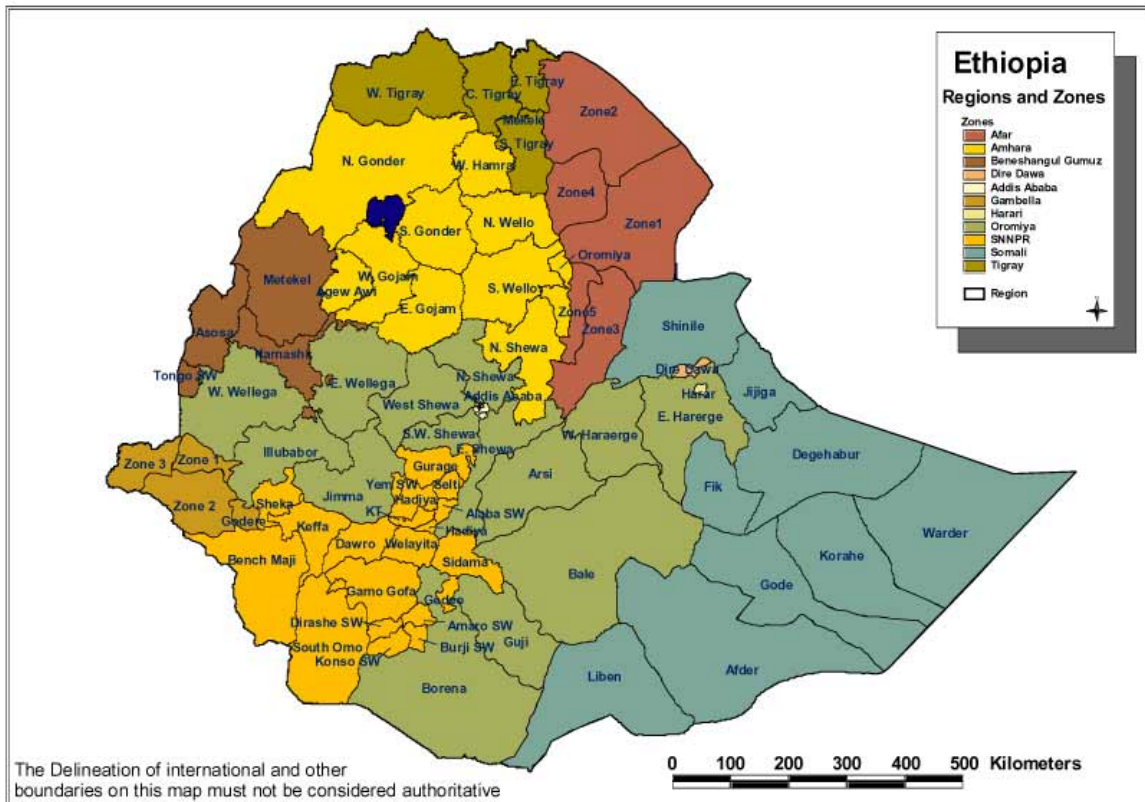 Ethiopia
Regions and Zones
Zones
Afar
Amhara
Beneshangul Gumuz
Dire Dawa
Addis Ababa
Gambella
Harari
Oromiya
SNNPR
Somali
Tigray
Region
W. Tigray
C. Tigray
E. Tigray
Mekele
S. Tigray
Zone2
N. Gonder
W. Hamra
Zone4
Zone1
S. Gonder
N. Wello
Oromiya
Metekel
W. Gojam
Agew Awi
S. Wello
E. Gojam
Zone5
Zone3
Asosa
Shinile
Kamashi
N. Shewa
Tongo SW
Dire Dawa
W. Wellega
E. Wellega
N. Shewa
Harar
Jijiga
West Shewa
Addis Ababa
E. Harerge
S.W. Shewa
E. Shewa
W. Haraerge
Illubabor
Gurage
Degehabur
Zone 3
Zone 1
Arsi
Yem SW
Selti
Fik
Zone 2
Sheka
Jimma
Hadiya
KT
Alaba SW
Godere
Keffa
Hadiya
Warder
Dawro
Welayita
Bench Maji
Sidama
Korahe
Bale
Gode
Gamo Gofa
Gedeo
Dirashe SW
Amaro SW
South Omo
Burji SW
Guji
Konso SW
Liben
Afder
Borena
The Delineation of international and other
boundaries on this map must not be considered authoritative
0 100 200 300 400 500 Kilometers